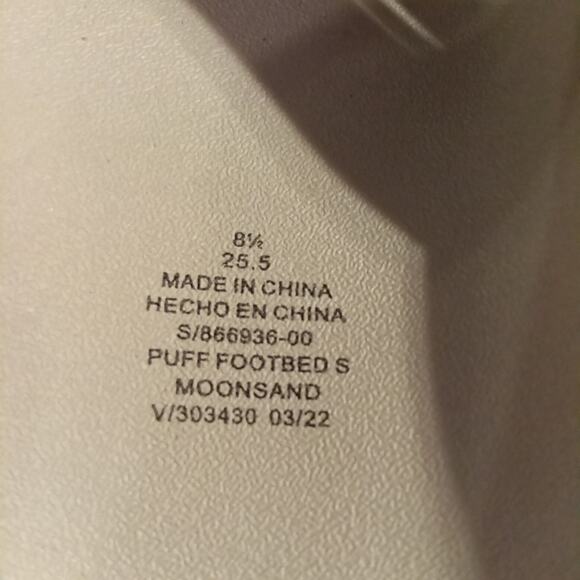 8½
25.5
MADE IN CHINA
HECHO EN CHINA
S/866936-00
PUFF FOOTBED S
MOONSAND
V/303430 03/22